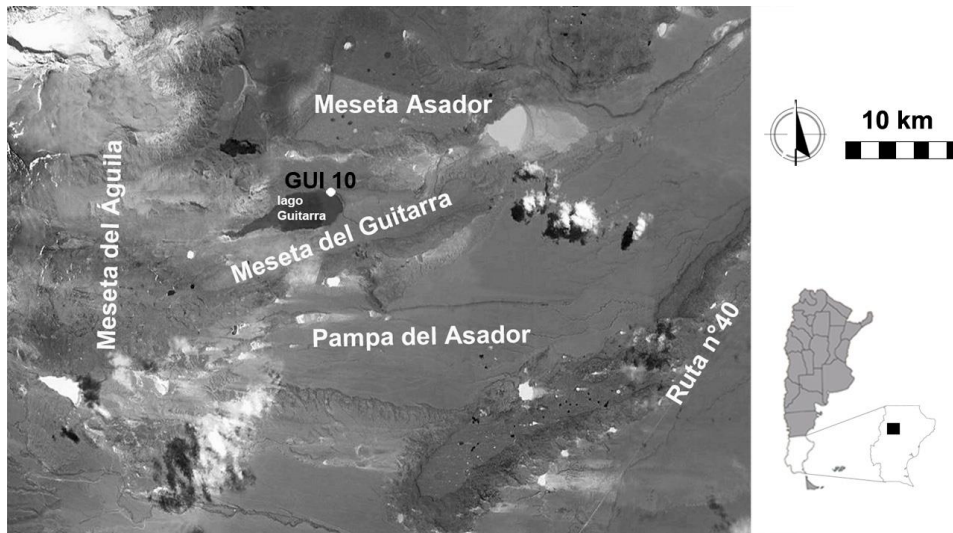 Meseta Asador
10 km
Meseta del Águila
GUI 10
lago
Guitarra
Meseta del Guitarra
Pampa del Asador
Ruta n°40